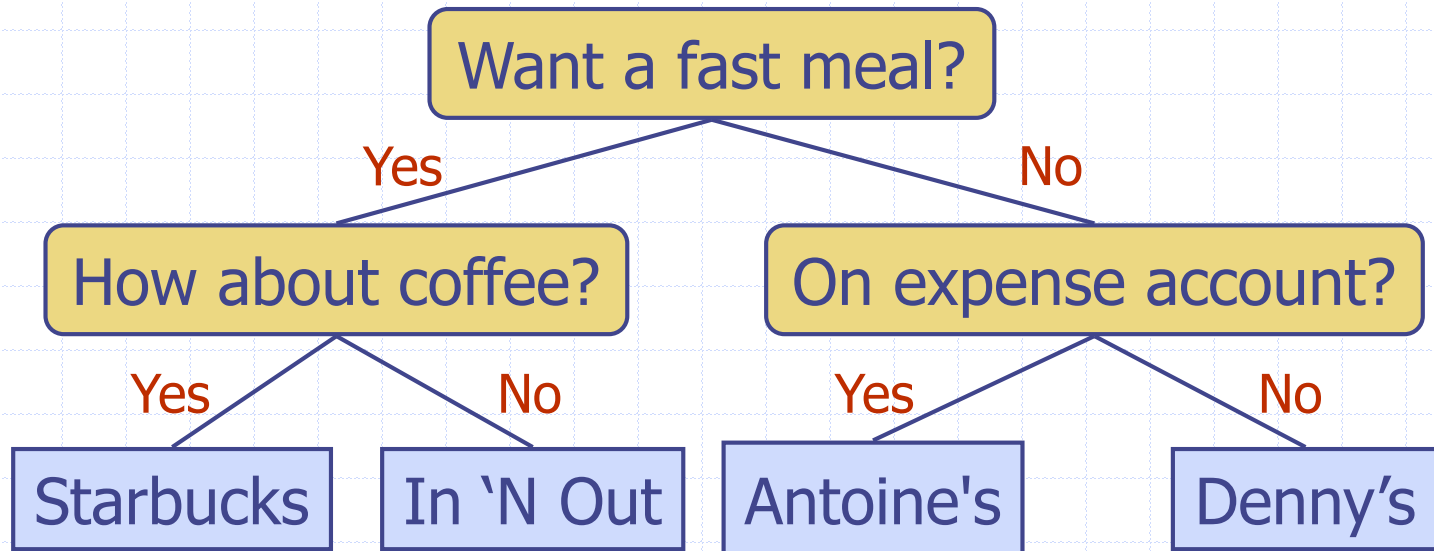 Want a fast meal?
Yes
No
How about coffee?
On expense account?
Yes
No
Yes
No
Starbucks
In ‘N Out
Antoine's
Denny’s